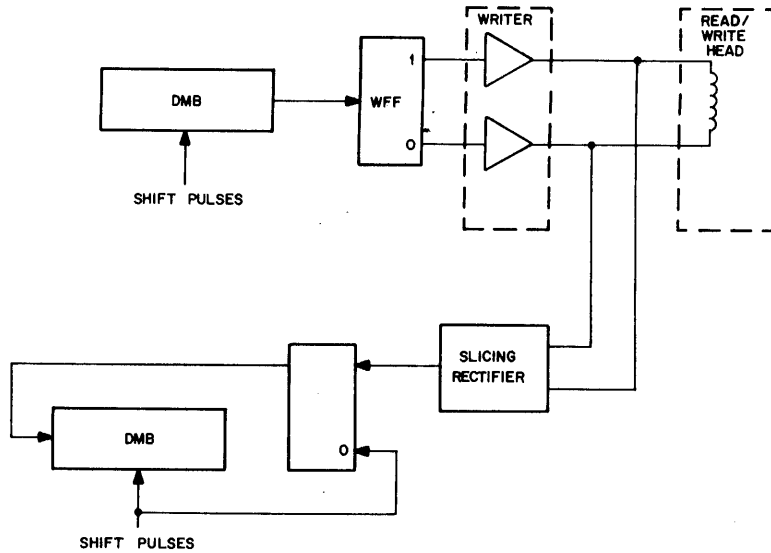 WRITER
READ/
WRITE
HEAD
DMB
WFF
1
0
SHIFT PULSES
SLICING
RECTIFIER
DMB
0
SHIFT PULSES